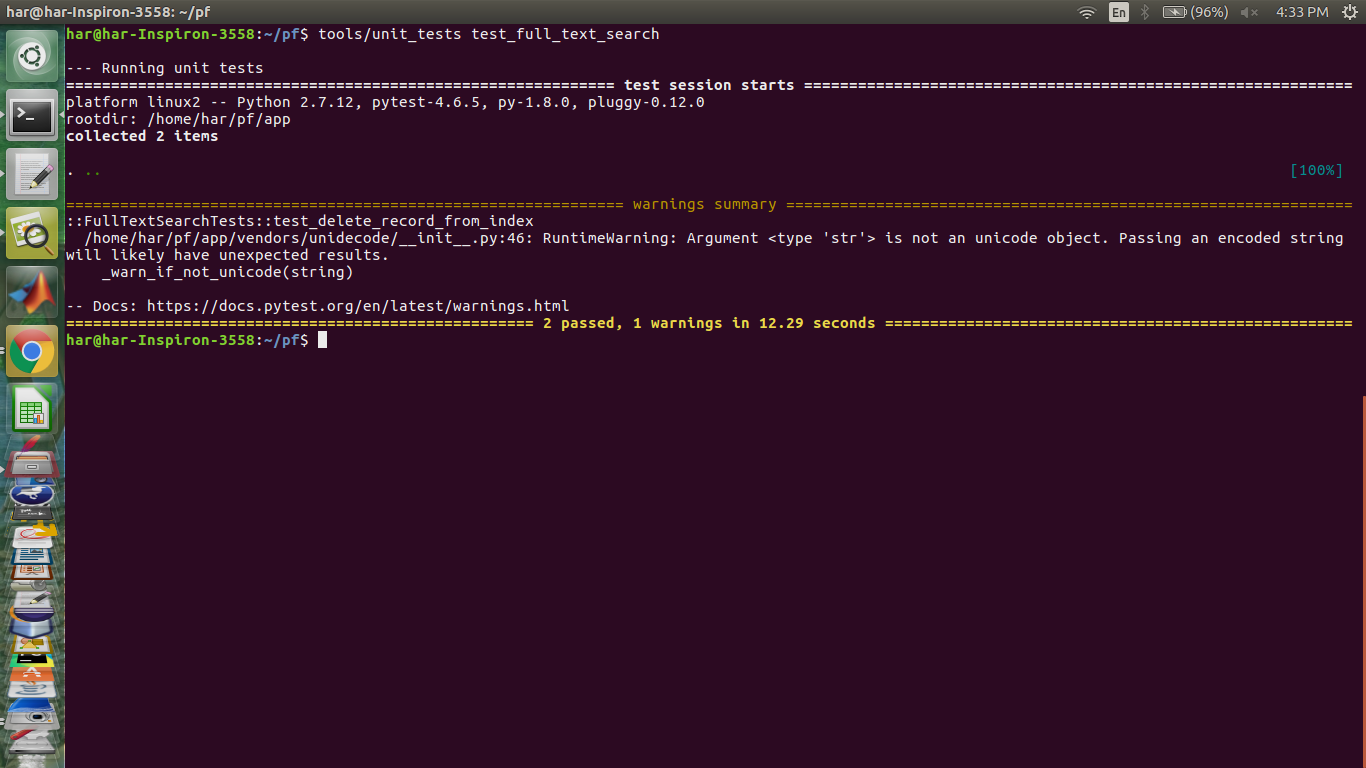 har@har-Inspiron-3558: ~/pf
En
(96%)
4:33 PM
har@har-Inspiron-3558:~/pf$ tools/unit_tests test_full_text_search
--- Running unit tests
============================================================= test session starts =============================================================
platform linux2 -- Python 2.7.12, pytest-4.6.5, py-1.8.0, pluggy-0.12.0
rootdir: /home/har/pf/app
collected 2 items
. .. [100%]
============================================================== warnings summary ===============================================================
::FullTextSearchTests::test_delete_record_from_index
/home/har/pf/app/vendors/unidecode/__init__.py:46: RuntimeWarning: Argument <type 'str'> is not an unicode object. Passing an encoded string
will likely have unexpected results.
_warn_if_not_unicode(string)
-- Docs: https://docs.pytest.org/en/latest/warnings.html
==================================================== 2 passed, 1 warnings in 12.29 seconds ====================================================
har@har-Inspiron-3558:~/pf$